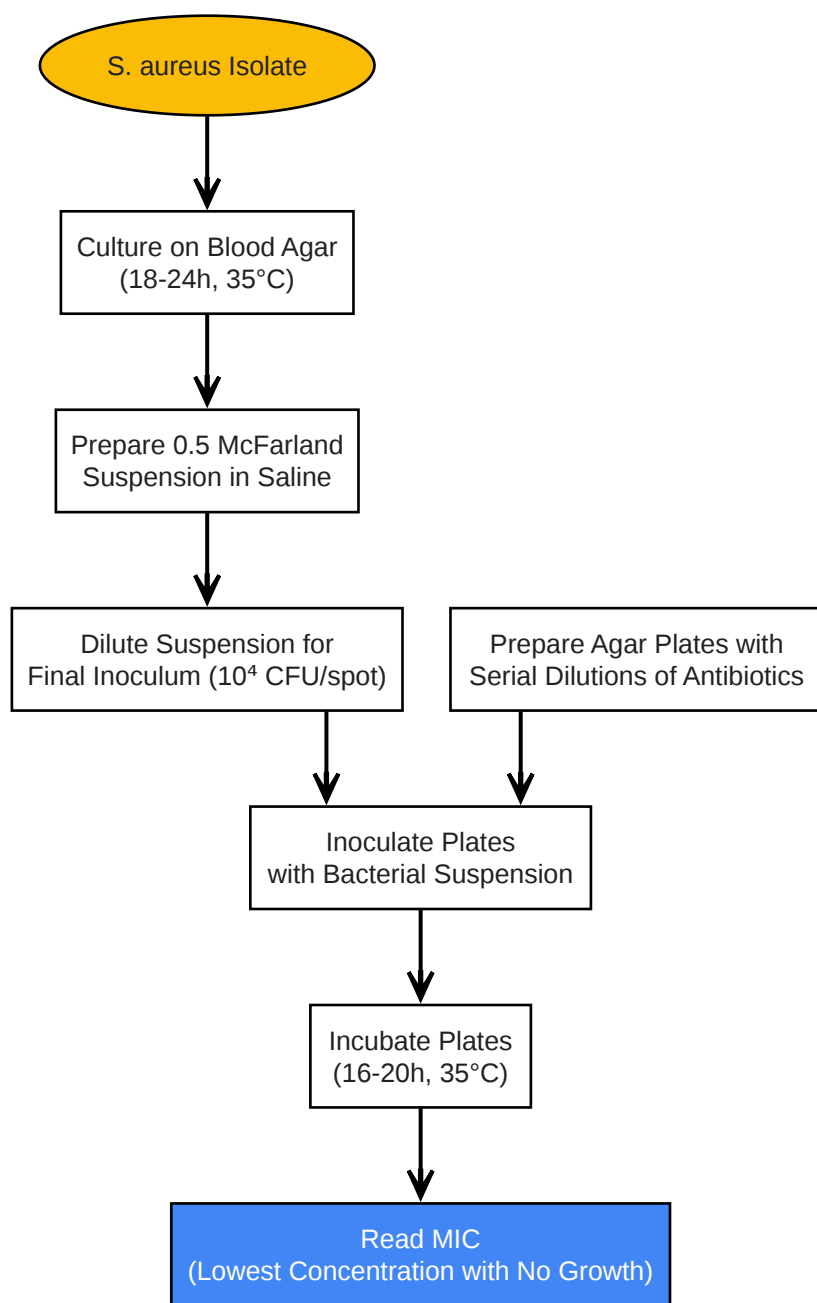 S. aureus Isolate
Culture on Blood Agar
(18-24h, 35°C)
Prepare 0.5 McFarland
Suspension in Saline
Dilute Suspension for
Final Inoculum (10⁴ CFU/spot)
Prepare Agar Plates with
Serial Dilutions of Antibiotics
Inoculate Plates
with Bacterial Suspension
Incubate Plates
(16-20h, 35°C)
Read MIC
(Lowest Concentration with No Growth)